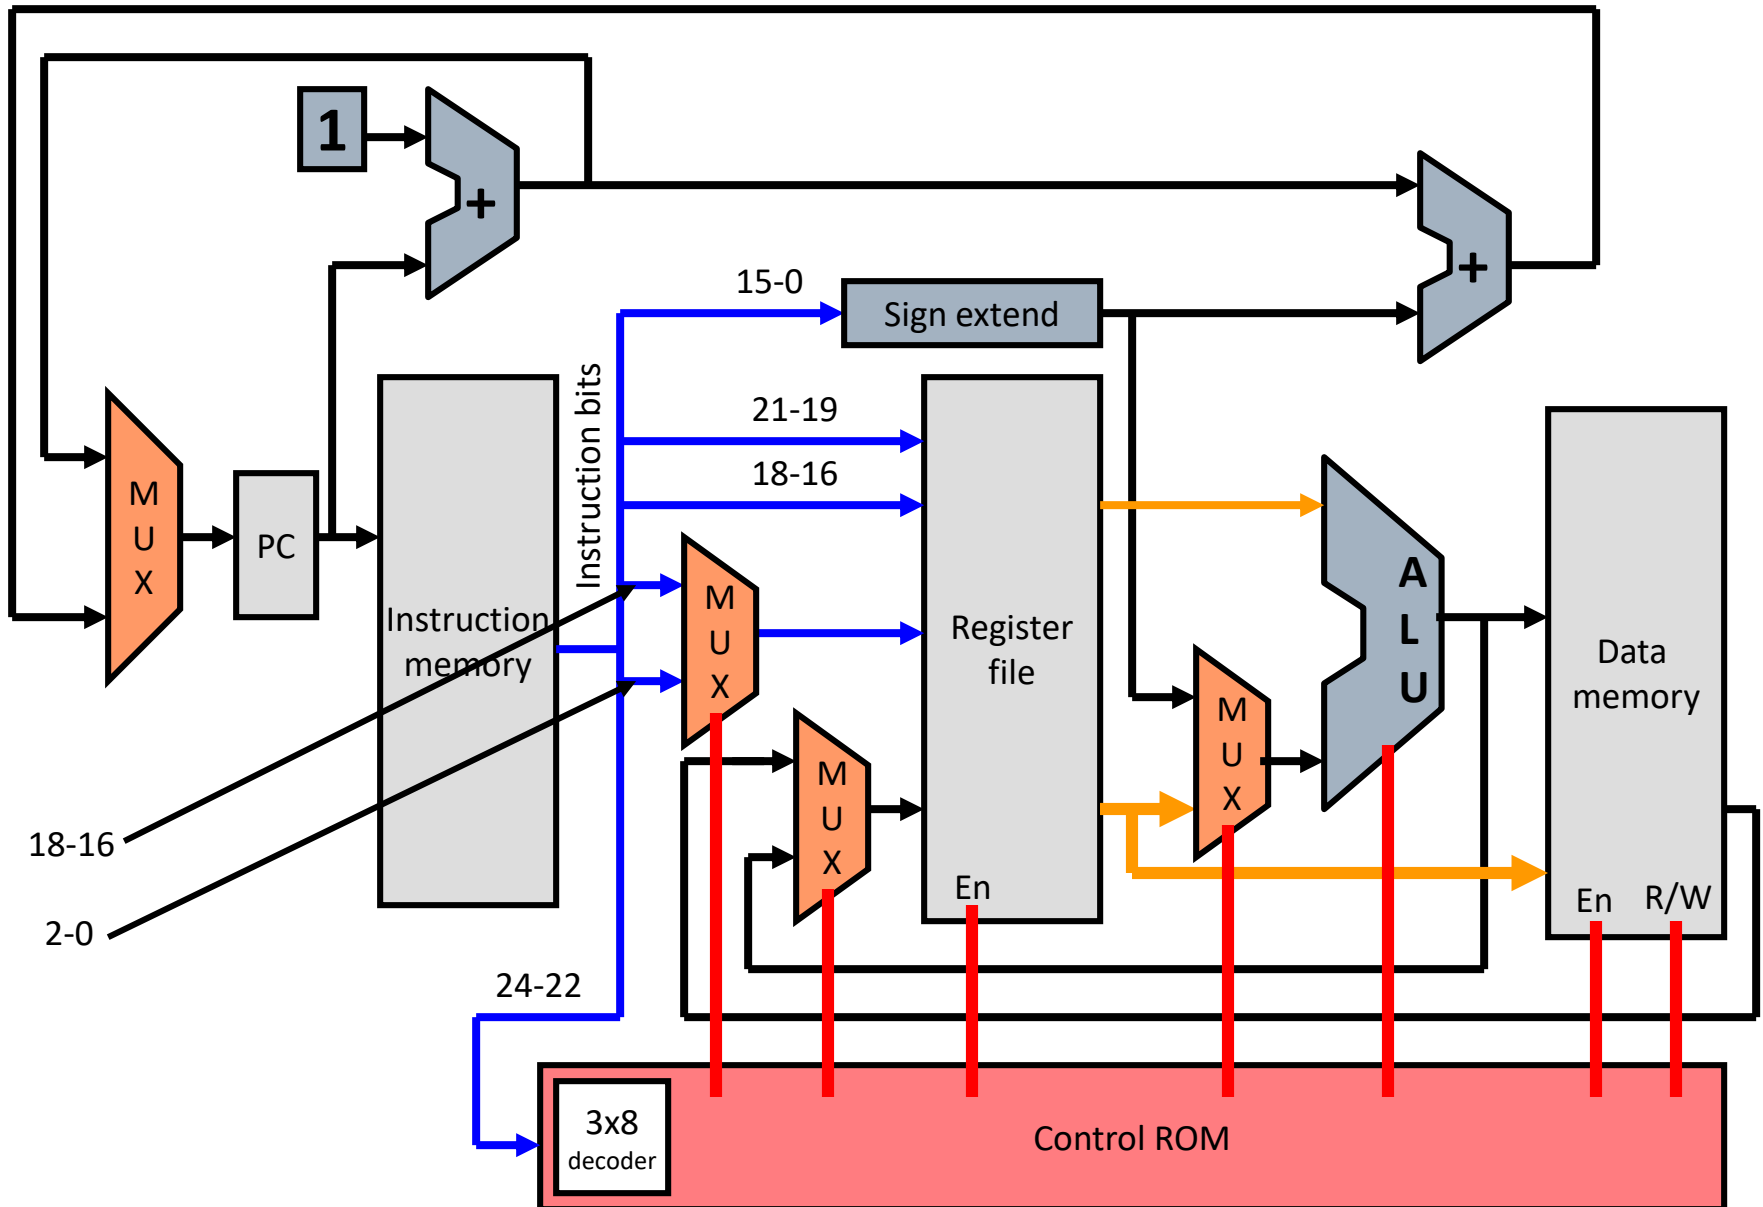 1
+
+
15-0
Sign extend
Instruction bits
21-19
18-16
M
U
X
PC
Instruction
memory
M
U
X
Register
file
En
M
U
X
M
U
X
A
L
U
Data
memory
En
R/W
18-16
2-0
24-22
3x8
decoder
Control ROM